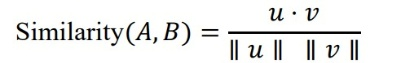 Similarity(A, B) = u · v / ‖ u ‖ ‖ v ‖